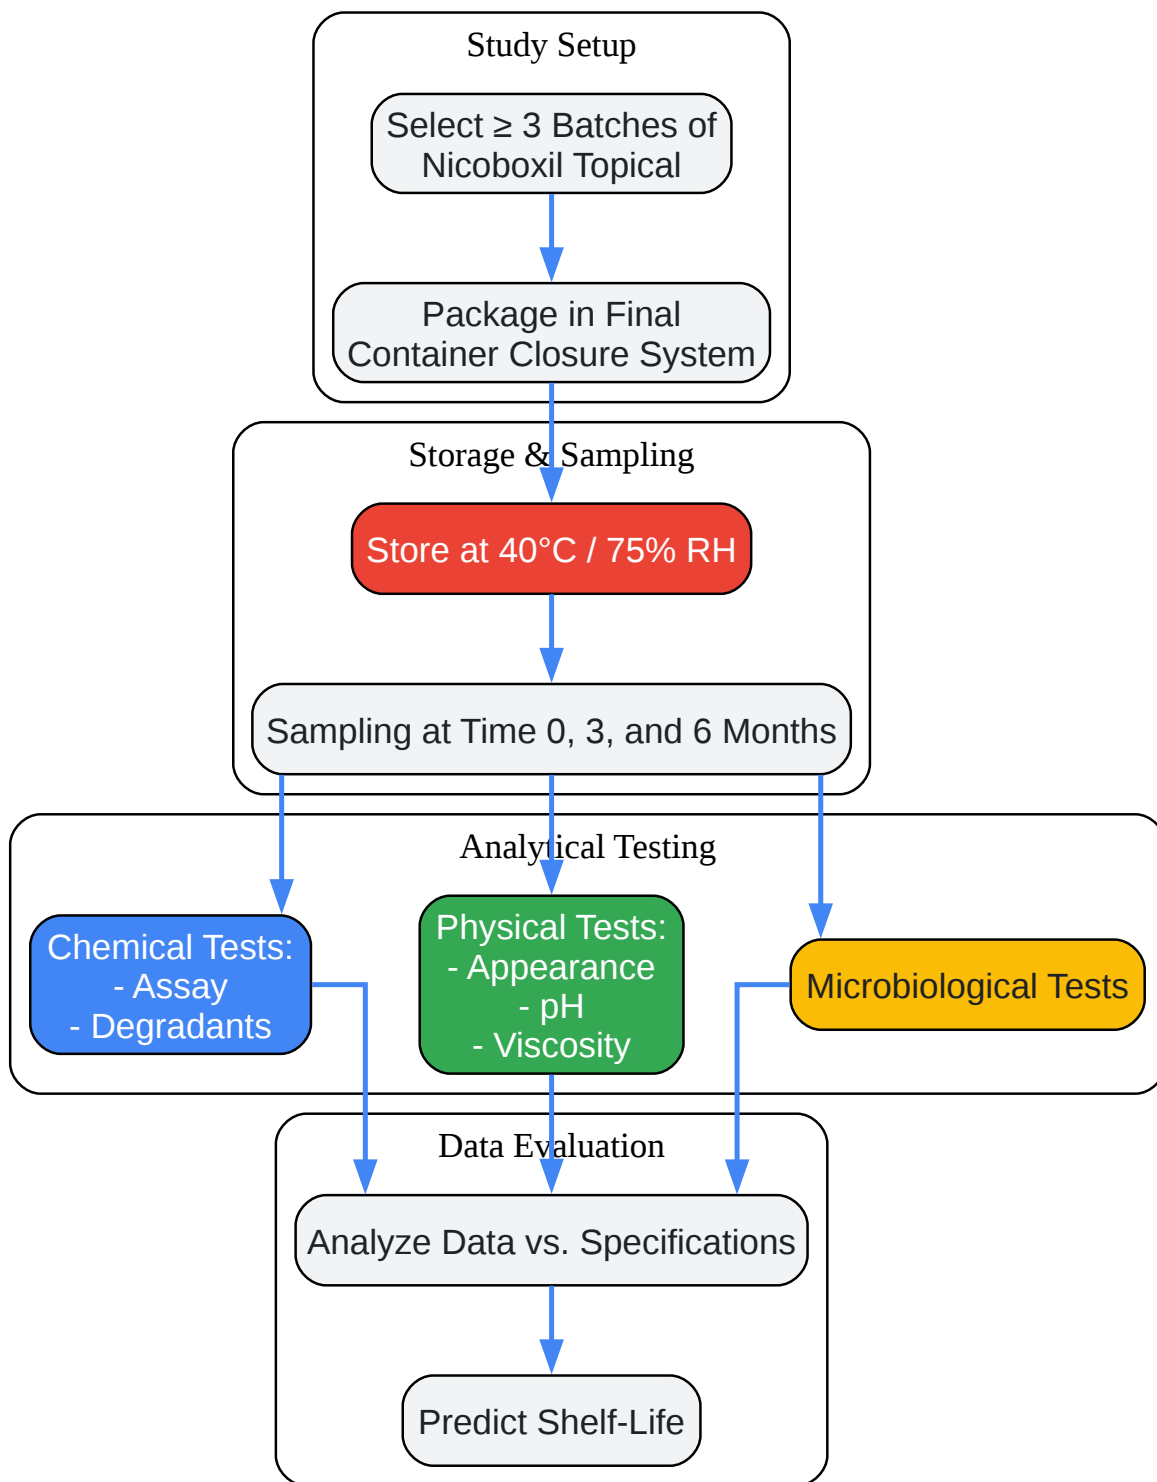 Study Setup
Select ≥ 3 Batches of
Nicoboxil Topical
Package in Final
Container Closure System
Storage & Sampling
Store at 40°C / 75% RH
Sampling at Time 0, 3, and 6 Months
Analytical Testing
Chemical Tests:
- Assay
- Degradants
Physical Tests:
- Appearance
- pH
- Viscosity
Microbiological Tests
Data Evaluation
Analyze Data vs. Specifications
Predict Shelf-Life